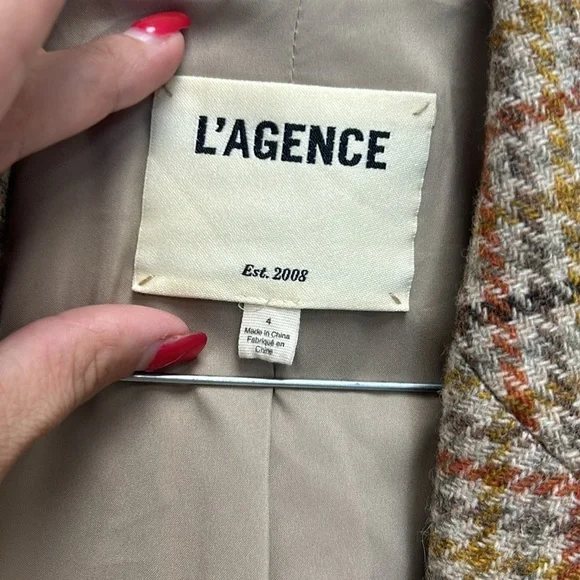 L'AGENCE
Est. 2008
4
Made in China
Fabriqué en
Chine